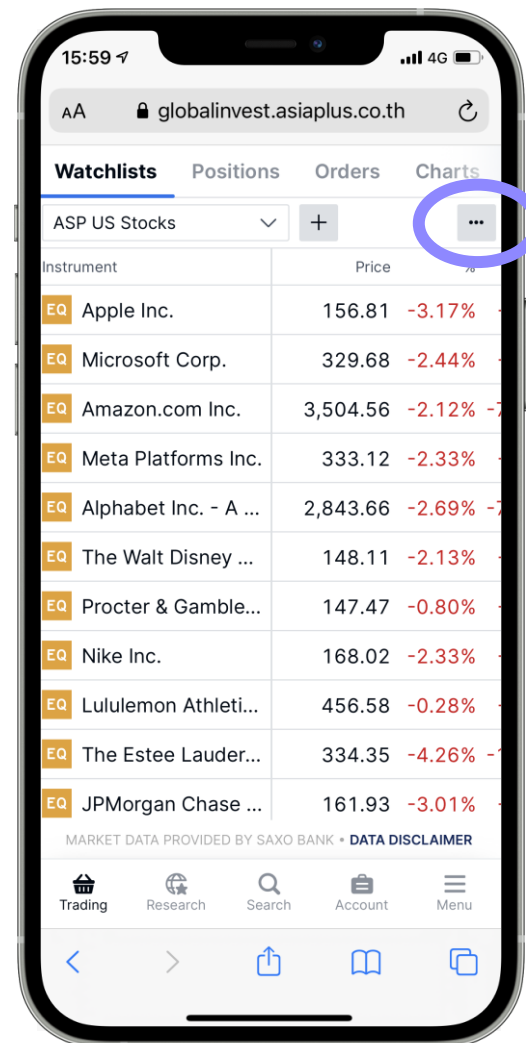 15:59 4G
AA globalinvest.asiaplus.co.th
Watchlists Positions Orders Charts
ASP US Stocks + ...
Instrument Price %
EQ Apple Inc. 156.81 -3.17% -
EQ Microsoft Corp. 329.68 -2.44% -
EQ Amazon.com Inc. 3,504.56 -2.12% -7
EQ Meta Platforms Inc. 333.12 -2.33% -
EQ Alphabet Inc. - A ... 2,843.66 -2.69% -7
EQ The Walt Disney ... 148.11 -2.13% -
EQ Procter & Gamble... 147.47 -0.80% -
EQ Nike Inc. 168.02 -2.33% -
EQ Lululemon Athleti... 456.58 -0.28% -
EQ The Estee Lauder... 334.35 -4.26% -1
EQ JPMorgan Chase ... 161.93 -3.01% -
MARKET DATA PROVIDED BY SAXO BANK • DATA DISCLAIMER
Trading Research Search Account Menu